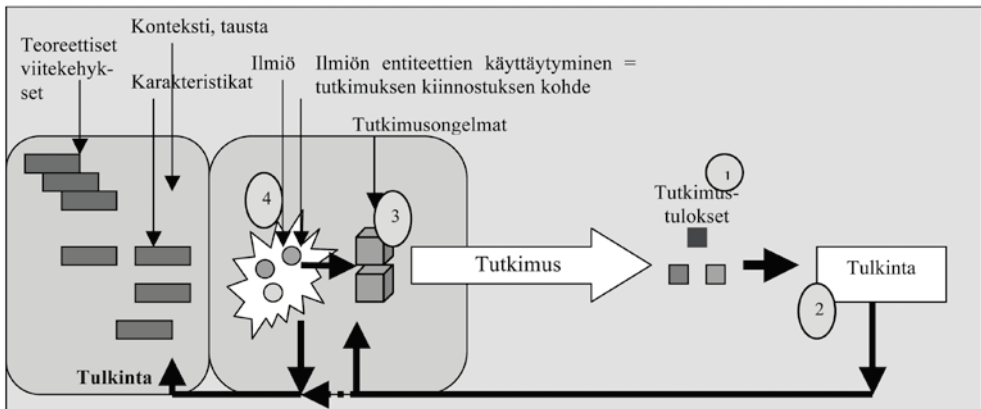 Konteksti, tausta
Teoreettiset
viitekehyk-
set
Karakteristikat
Ilmiö
Ilmiön entiteettien käyttäytyminen =
tutkimuksen kiinnostuksen kohde
Tutkimusongelmat
4
3
1
Tutkimus-
tulokset
Tutkimus
Tulkinta
2
Tulkinta